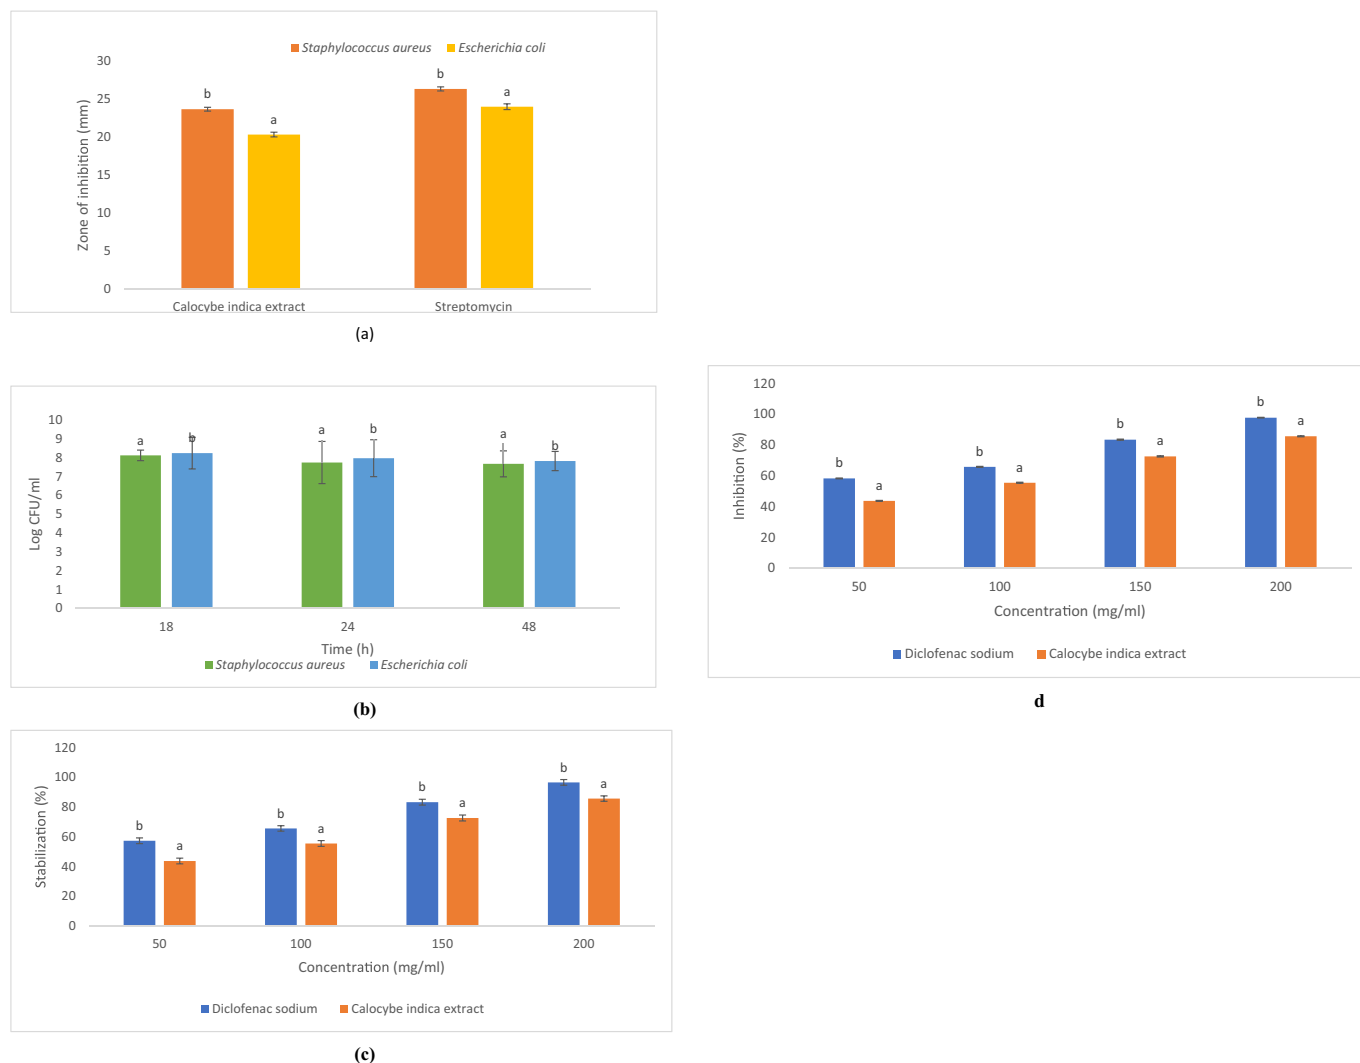 Staphylococcus aureus Escherichia coli
30
25
20
15
10
5
0
Zone of inhibition (mm)
b
a
b
a
Calocybe indica extract Streptomycin
(a)
10
9
8
7
6
5
4
3
2
1
0
Log CFU/ml
a
b
a
b
a
b
18 24 48
Time (h)
Staphylococcus aureus Escherichia coli
(b)
120
100
80
60
40
20
0
Inhibition (%)
b
a
b
a
b
a
b
a
50 100 150 200
Concentration (mg/ml)
Diclofenac sodium Calocybe indica extract
d
120
100
80
60
40
20
0
Stabilization (%)
b
a
b
a
b
a
b
a
50 100 150 200
Concentration (mg/ml)
Diclofenac sodium Calocybe indica extract
(c)